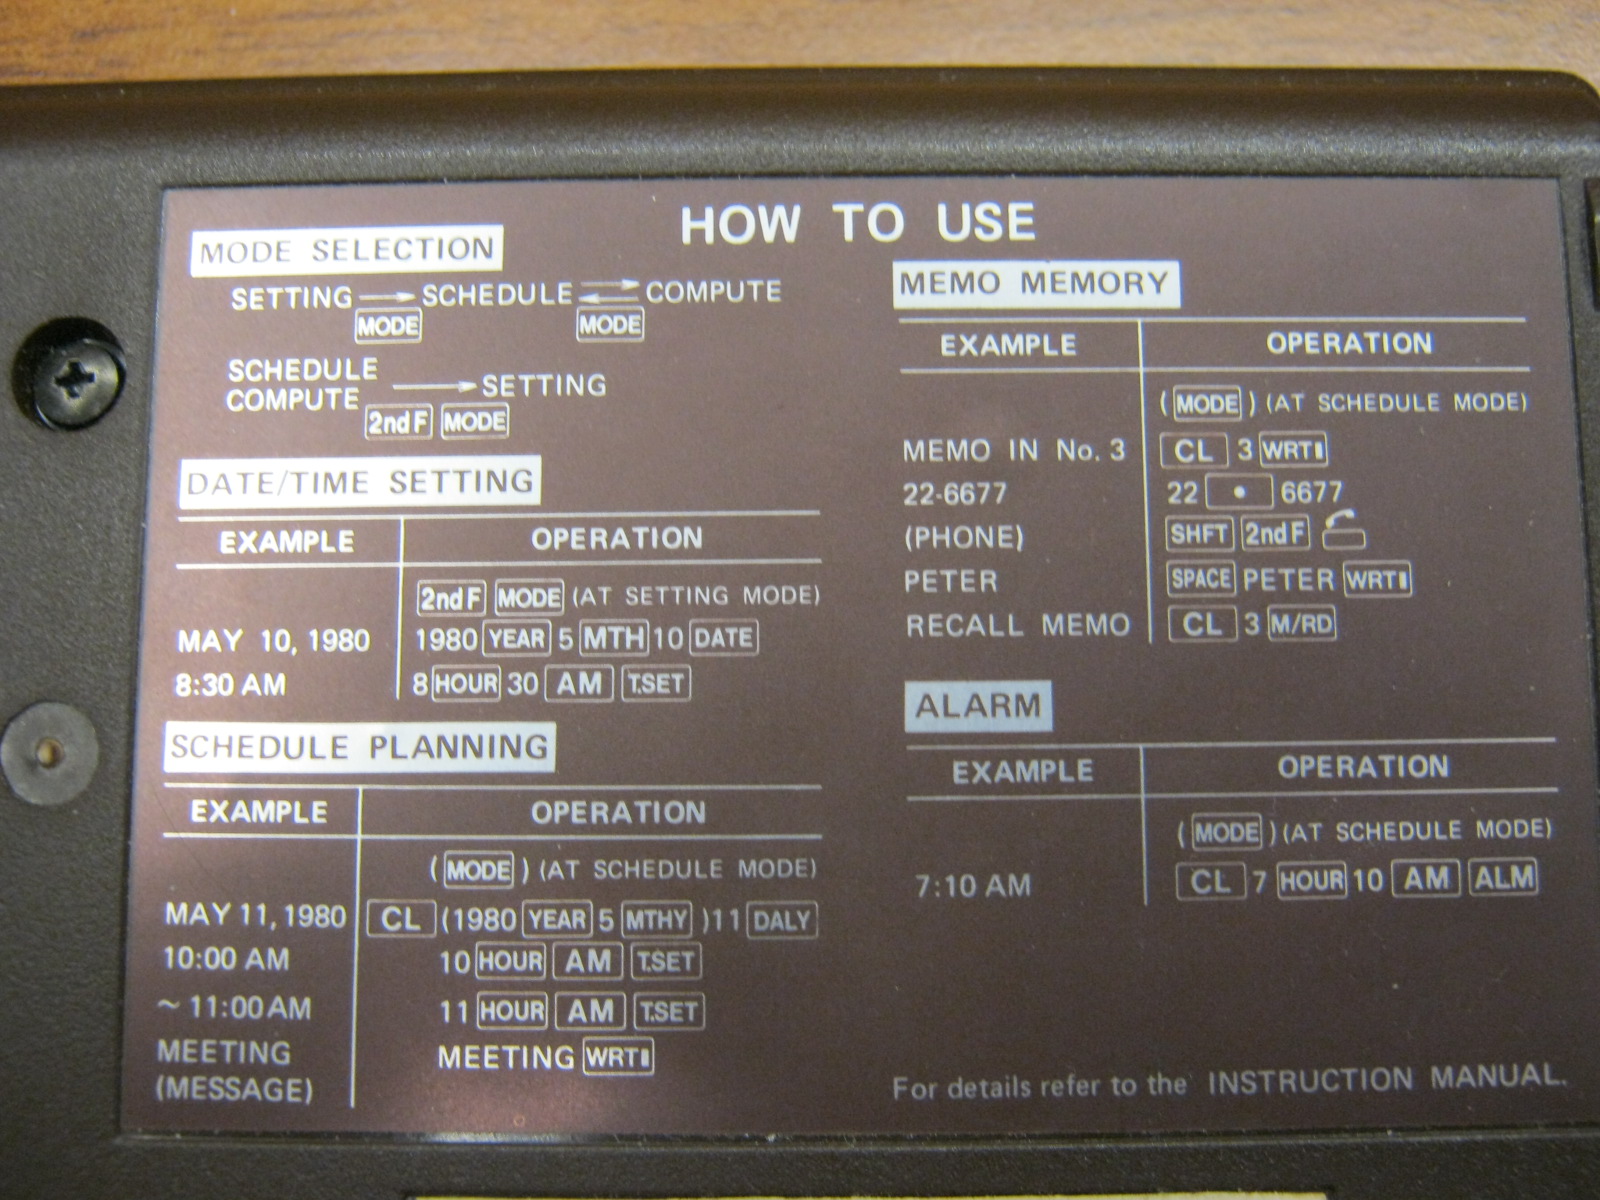 HOW TO USE
MODE SELECTION
SETTING → SCHEDULE ⇄ COMPUTE
MODE MODE
SCHEDULE
COMPUTE → SETTING
2nd F MODE
DATE/TIME SETTING
EXAMPLE OPERATION
2nd F MODE (AT SETTING MODE)
MAY 10, 1980 1980 YEAR 5 MTH 10 DATE
8:30 AM 8 HOUR 30 AM T.SET
SCHEDULE PLANNING
EXAMPLE OPERATION
( MODE ) (AT SCHEDULE MODE)
MAY 11, 1980 CL (1980 YEAR 5 MTHY )11 DALY
10:00 AM 10 HOUR AM T.SET
~ 11:00 AM 11 HOUR AM T.SET
MEETING MEETING WRT▮
(MESSAGE)
MEMO MEMORY
EXAMPLE OPERATION
( MODE ) (AT SCHEDULE MODE)
MEMO IN No. 3 CL 3 WRT▮
22-6677 22 • 6677
(PHONE) SHFT 2nd F
PETER SPACE PETER WRT▮
RECALL MEMO CL 3 M/RD
ALARM
EXAMPLE OPERATION
( MODE ) (AT SCHEDULE MODE)
7:10 AM CL 7 HOUR 10 AM ALM
For details refer to the INSTRUCTION MANUAL.